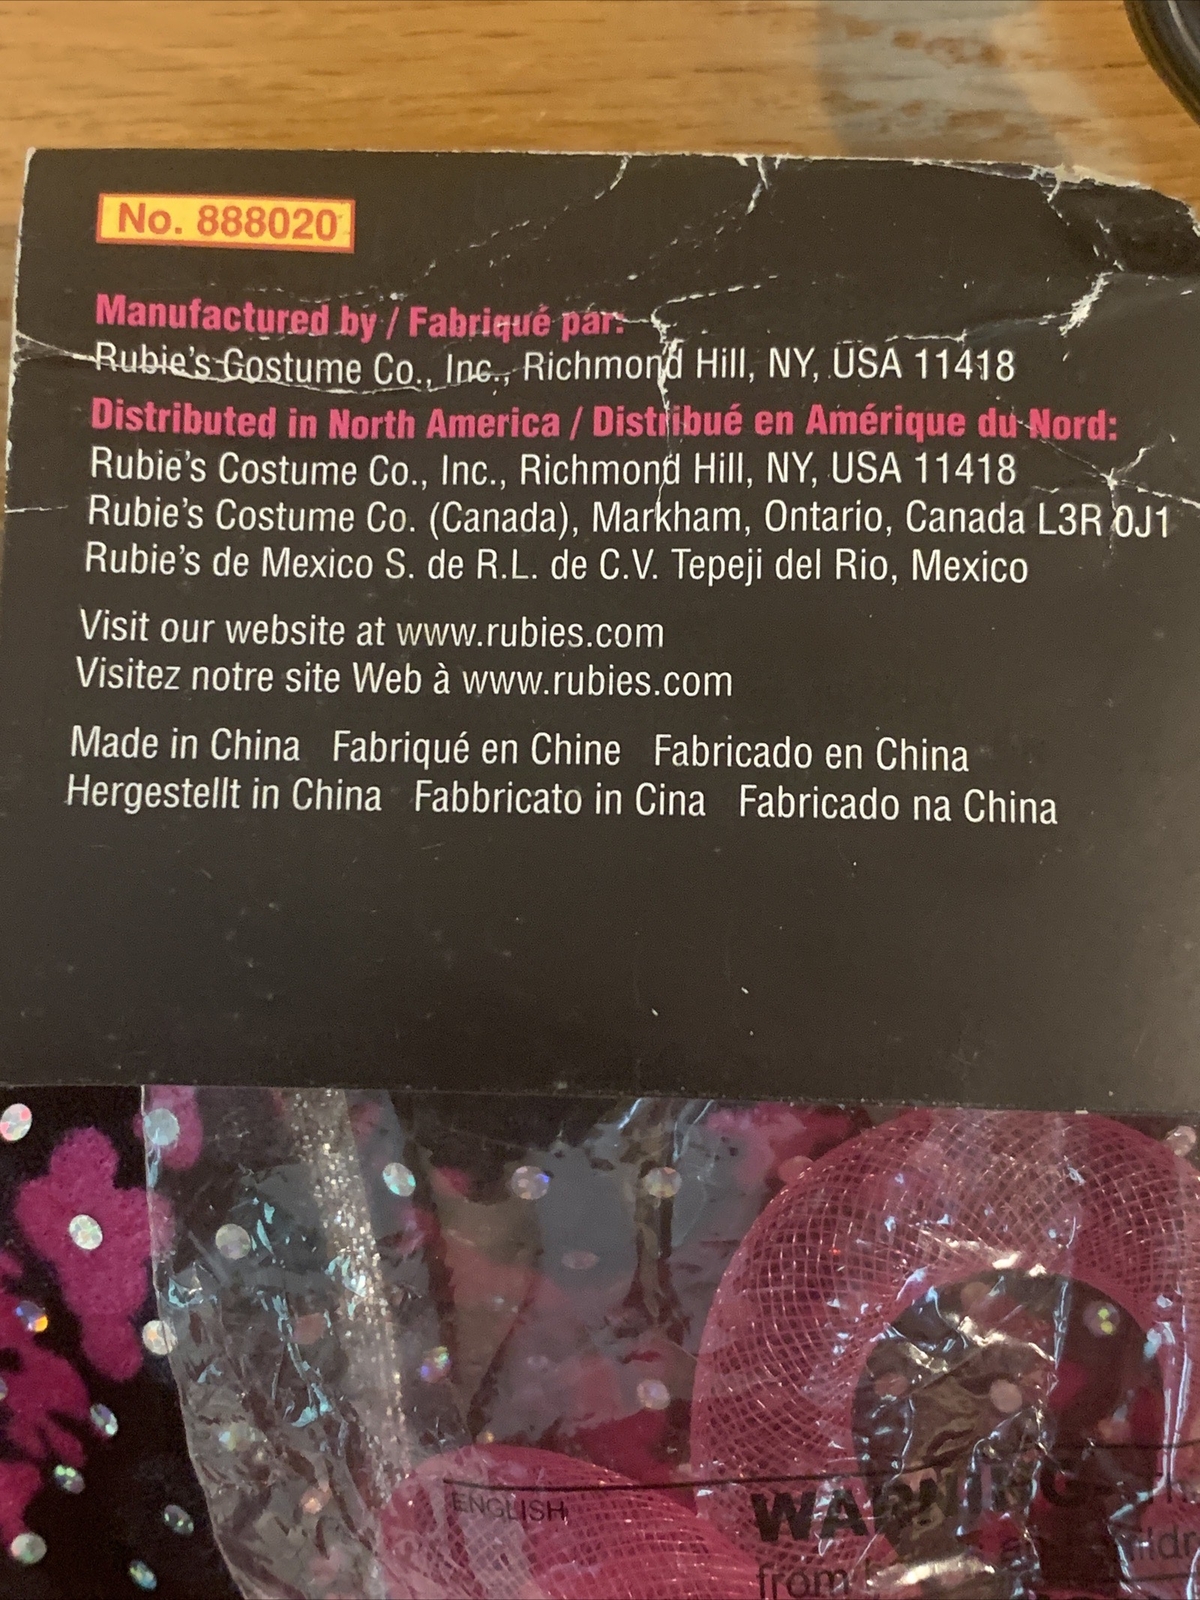 No. 888020
Manufactured by / Fabriqué par:
Rubie's Costume Co., Inc., Richmond Hill, NY, USA 11418
Distributed in North America / Distribué en Amérique du Nord:
Rubie's Costume Co., Inc., Richmond Hill, NY, USA 11418
Rubie's Costume Co. (Canada), Markham, Ontario, Canada L3R 0J1
Rubie's de Mexico S. de R.L. de C.V. Tepeji del Rio, Mexico
Visit our website at www.rubies.com
Visitez notre site Web à www.rubies.com
Made in China Fabriqué en Chine Fabricado en China
Hergestellt in China Fabbricato in Cina Fabricado na China
ENGLISH
WARNING
from